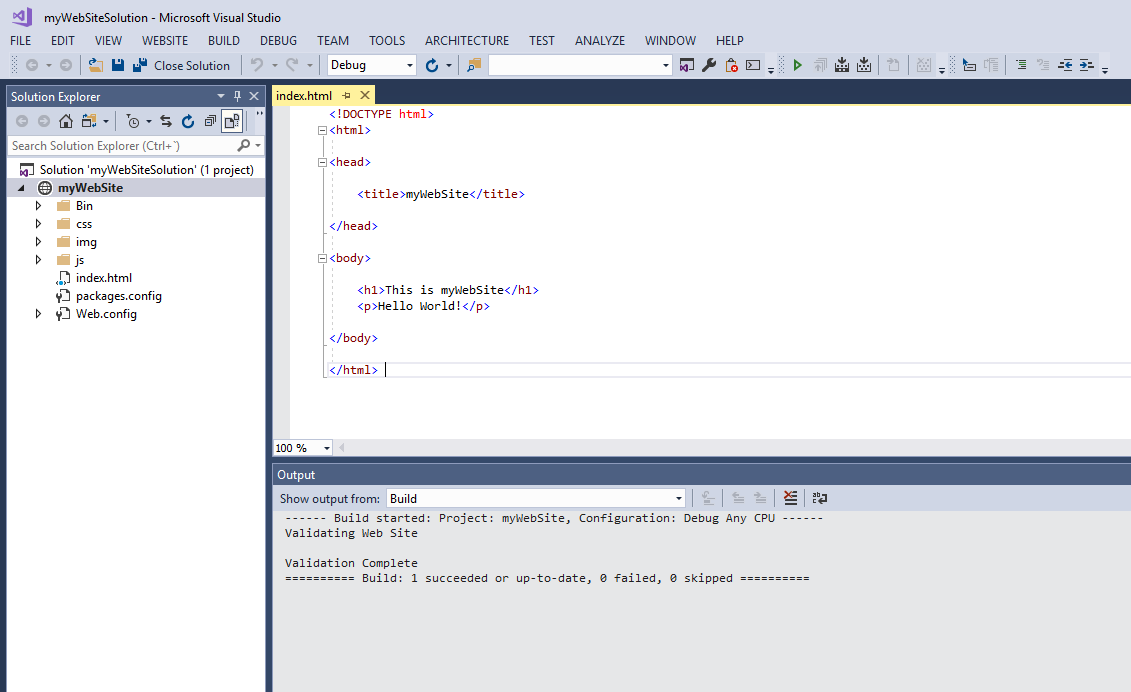 myWebSiteSolution - Microsoft Visual Studio
FILE EDIT VIEW WEBSITE BUILD DEBUG TEAM TOOLS ARCHITECTURE TEST ANALYZE WINDOW HELP
Close Solution Debug
Solution Explorer
Search Solution Explorer (Ctrl+`)
Solution 'myWebSiteSolution' (1 project)
myWebSite
Bin
css
img
js
index.html
packages.config
Web.config
index.html
<!DOCTYPE html>
<html>
<head>
<title>myWebSite</title>
</head>
<body>
<h1>This is myWebSite</h1>
<p>Hello World!</p>
</body>
</html>
100 %
Output
Show output from: Build
------ Build started: Project: myWebSite, Configuration: Debug Any CPU ------
Validating Web Site
Validation Complete
========== Build: 1 succeeded or up-to-date, 0 failed, 0 skipped ==========